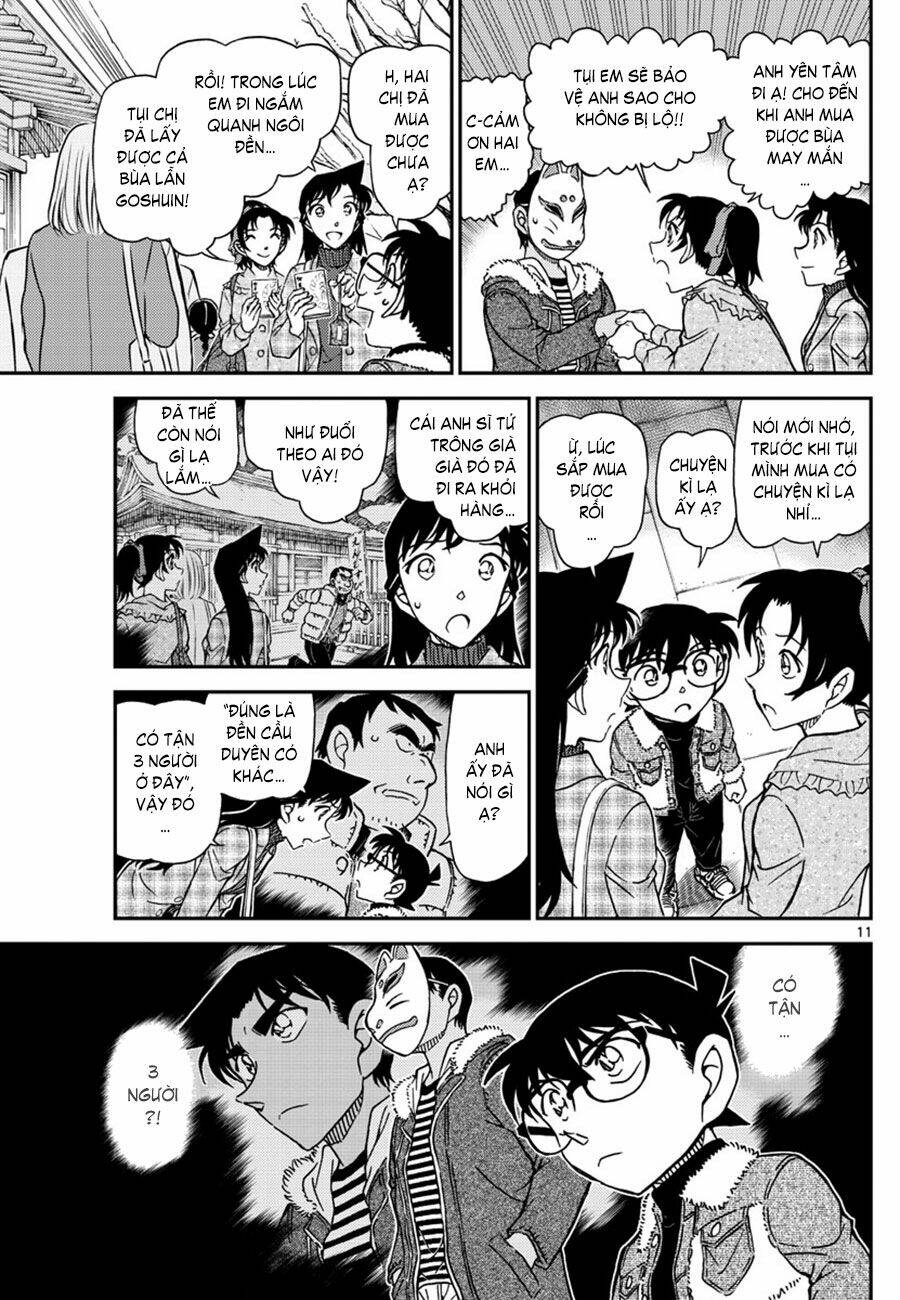 ANH YÊN TÂM
ĐI Ạ! CHO ĐẾN
KHI ANH MUA
ĐƯỢC BÙA
MAY MẮN
...
TỤI EM SẼ BẢO
VỆ ANH SAO CHO
KHÔNG BỊ LỘ!!
C-CẢM
ƠN HAI
EM...
H, HAI
CHỊ ĐÃ
MUA
ĐƯỢC
CHƯA
Ạ?
RỒI! TRONG LÚC
EM ĐI NGẮM
QUANH NGÔI
ĐỀN...
TỤI CHỊ
ĐÃ LẤY
ĐƯỢC CẢ
BÙA LẪN
GOSHUIN!
NÓI MỚI NHỚ,
TRƯỚC KHI TỤI
MÌNH MUA CÓ
CHUYỆN KÌ LẠ
NHÍ...
CHUYỆN
KÌ LẠ
ẤY Ạ?
Ừ, LÚC
SẮP MUA
ĐƯỢC
RỒI
...
CÁI ANH SĨ TỬ
TRÔNG GIÀ
GIÀ ĐÓ ĐÃ
ĐI RA KHỎI
HÀNG...
NHƯ ĐUỔI
THEO AI ĐÓ
VẬY!
ĐÃ THẾ
CÒN NÓI
GÌ LẠ
LẮM...
ANH
ẤY ĐÃ
NÓI GÌ
Ạ?
"ĐÚNG LÀ
ĐỀN CẦU
DUYÊN CÓ
KHÁC...
CÓ TẬN
3 NGƯỜI
Ở ĐÂY",
VẬY ĐÓ
...
11
CÓ
TẬN
...
3
NGƯỜI
?!